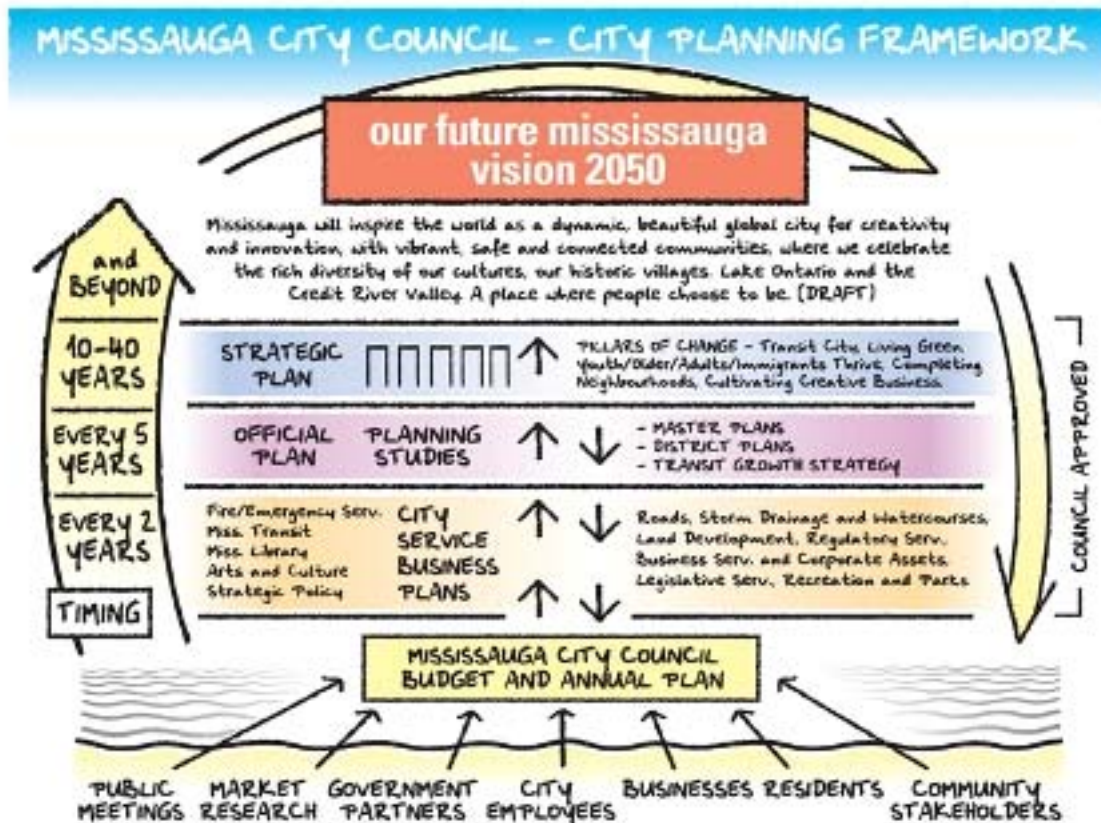 MISSISSAUGA CITY COUNCIL - CITY PLANNING FRAMEWORK
our future mississauga
vision 2050
Mississauga will inspire the world as a dynamic, beautiful global city for creativity
and innovation, with vibrant, safe and connected communities, where we celebrate
the rich diversity of our cultures, our historic villages, Lake Ontario and the
Credit River Valley. A place where people choose to be. (DRAFT)
and
BEYOND
10-40
YEARS
STRATEGIC
PLAN
PILLARS OF CHANGE - Transit City, Living Green,
Youth/Older/Adults/Immigrants Thrive, Completing
Neighbourhoods, Cultivating Creative Business.
EVERY 5
YEARS
OFFICIAL
PLAN
PLANNING
STUDIES
- MASTER PLANS
- DISTRICT PLANS
- TRANSIT GROWTH STRATEGY
EVERY 2
YEARS
Fire/Emergency Serv.
Miss. Transit
Miss. Library
Arts and Culture
Strategic Policy
CITY
SERVICE
BUSINESS
PLANS
Roads, Storm Drainage and Watercourses,
Land Development, Regulatory Serv.,
Business Serv. and Corporate Assets,
Legislative Serv., Recreation and Parks
COUNCIL APPROVED
TIMING
MISSISSAUGA CITY COUNCIL
BUDGET AND ANNUAL PLAN
PUBLIC
MEETINGS
MARKET
RESEARCH
GOVERNMENT
PARTNERS
CITY
EMPLOYEES
BUSINESSES
RESIDENTS
COMMUNITY
STAKEHOLDERS